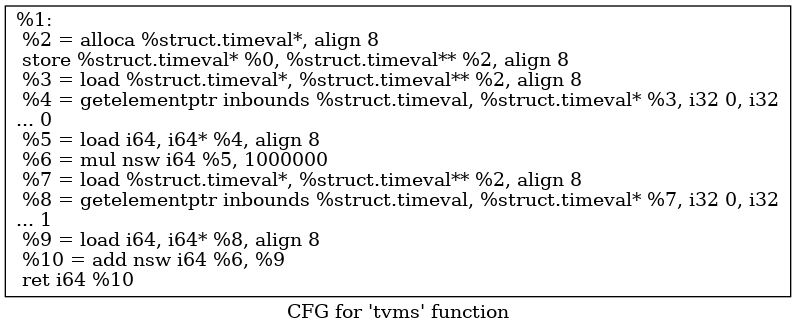 %1:
%2 = alloca %struct.timeval*, align 8
store %struct.timeval* %0, %struct.timeval** %2, align 8
%3 = load %struct.timeval*, %struct.timeval** %2, align 8
%4 = getelementptr inbounds %struct.timeval, %struct.timeval* %3, i32 0, i32
... 0
%5 = load i64, i64* %4, align 8
%6 = mul nsw i64 %5, 1000000
%7 = load %struct.timeval*, %struct.timeval** %2, align 8
%8 = getelementptr inbounds %struct.timeval, %struct.timeval* %7, i32 0, i32
... 1
%9 = load i64, i64* %8, align 8
%10 = add nsw i64 %6, %9
ret i64 %10
CFG for 'tvms' function